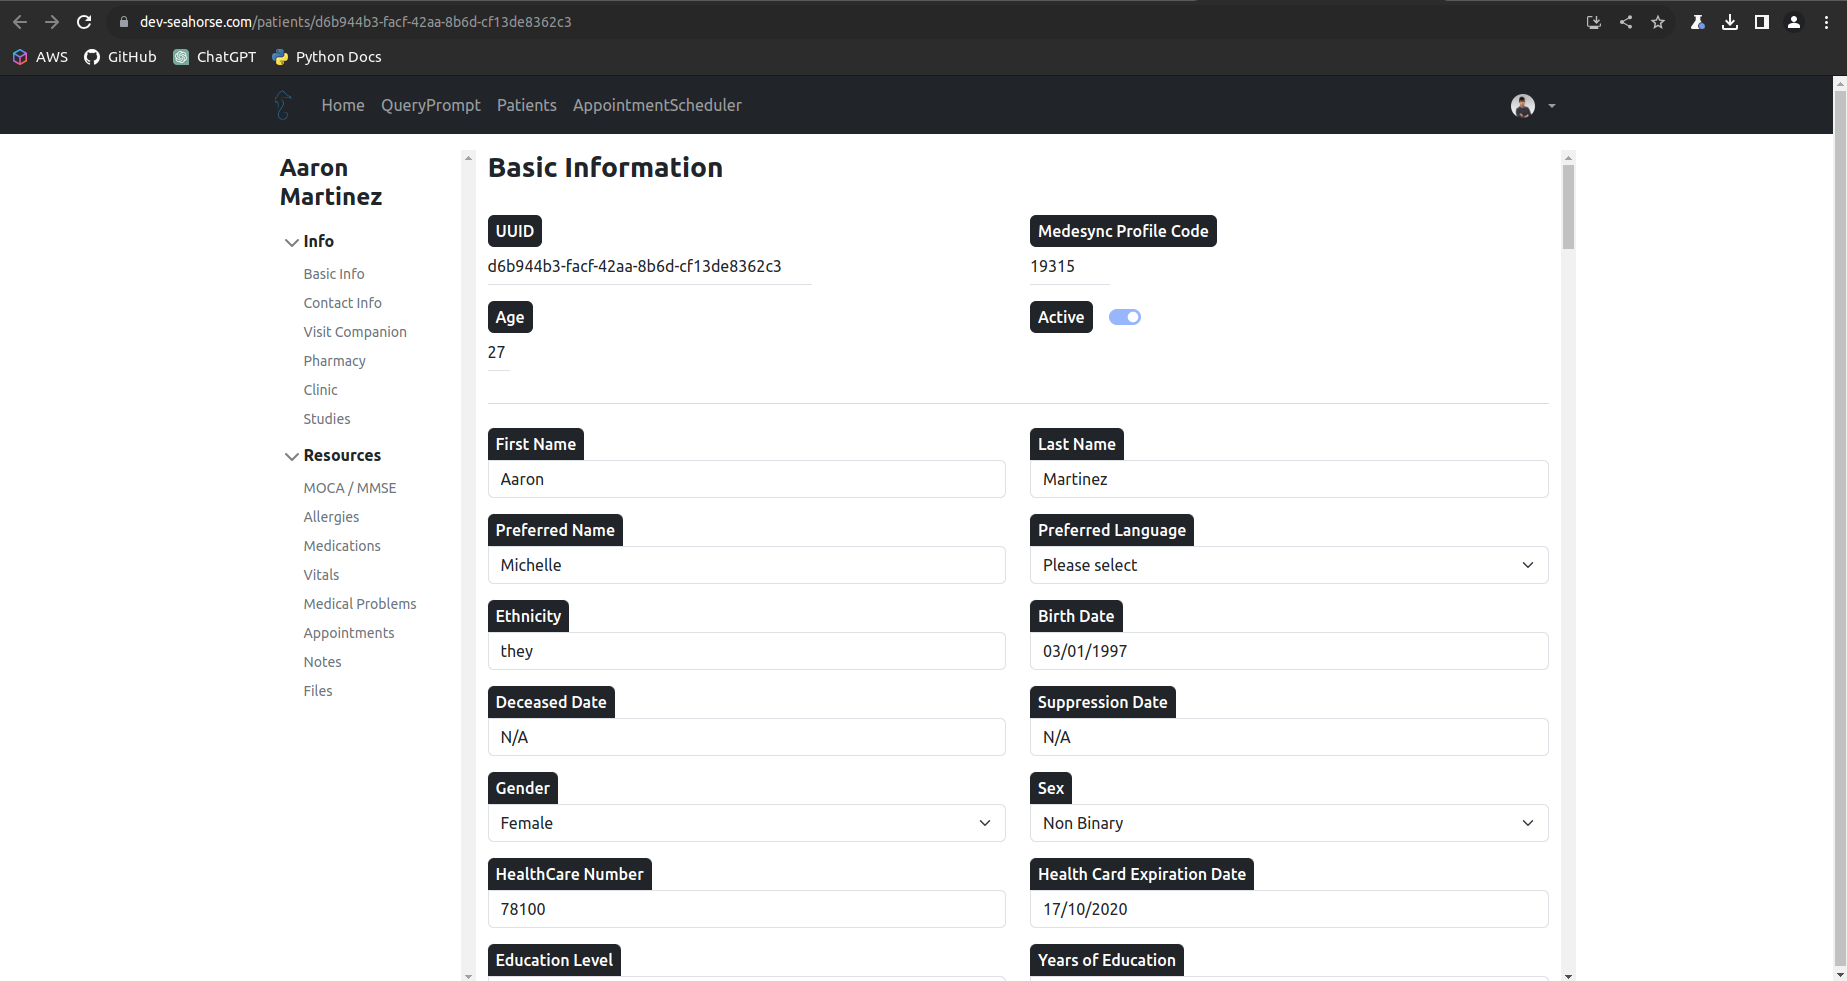 dev-seahorse.com/patients/d6b944b3-facf-42aa-8b6d-cf13de8362c3
AWS GitHub ChatGPT Python Docs
Home QueryPrompt Patients AppointmentScheduler
Aaron
Martinez
Info
Basic Info
Contact Info
Visit Companion
Pharmacy
Clinic
Studies
Resources
MOCA / MMSE
Allergies
Medications
Vitals
Medical Problems
Appointments
Notes
Files
Basic Information
UUID Medesync Profile Code
d6b944b3-facf-42aa-8b6d-cf13de8362c3 19315
Age Active
27
First Name Last Name
Aaron Martinez
Preferred Name Preferred Language
Michelle Please select
Ethnicity Birth Date
they 03/01/1997
Deceased Date Suppression Date
N/A N/A
Gender Sex
Female Non Binary
HealthCare Number Health Card Expiration Date
78100 17/10/2020
Education Level Years of Education